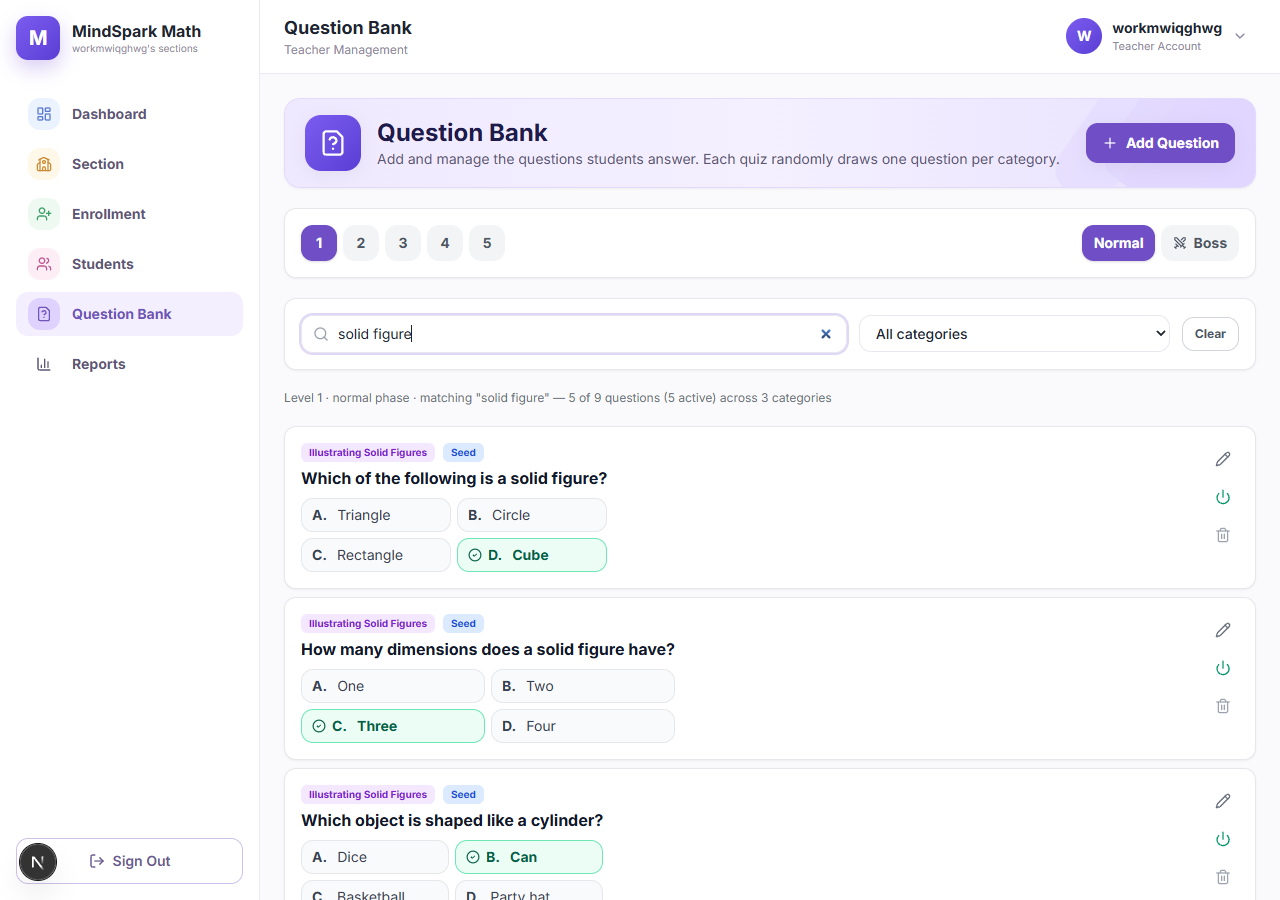 M
MindSpark Math
workmwiqghwg's sections
Dashboard
Section
Enrollment
Students
Question Bank
Reports
N
Sign Out
Question Bank
Teacher Management
W
workmwiqghwg
Teacher Account
Question Bank
Add and manage the questions students answer. Each quiz randomly draws one question per category.
+ Add Question
1 2 3 4 5
Normal Boss
solid figure
All categories
Clear
Level 1 · normal phase · matching "solid figure" — 5 of 9 questions (5 active) across 3 categories
Illustrating Solid Figures Seed
Which of the following is a solid figure?
A. Triangle B. Circle
C. Rectangle D. Cube
Illustrating Solid Figures Seed
How many dimensions does a solid figure have?
A. One B. Two
C. Three D. Four
Illustrating Solid Figures Seed
Which object is shaped like a cylinder?
A. Dice B. Can
C. Basketball D. Party hat